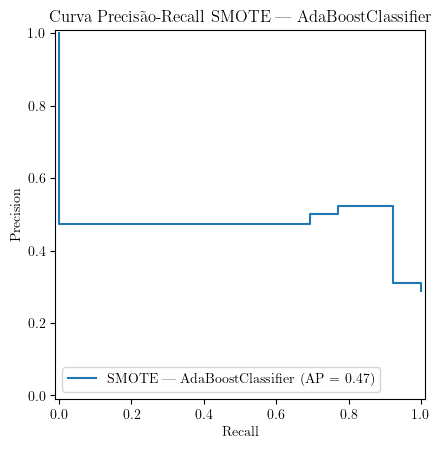 Curva Precisão-Recall SMOTE — AdaBoostClassifier
1.0
0.8
0.6
0.4
0.2
0.0
Precision
SMOTE — AdaBoostClassifier (AP = 0.47)
0.0 0.2 0.4 0.6 0.8 1.0
Recall